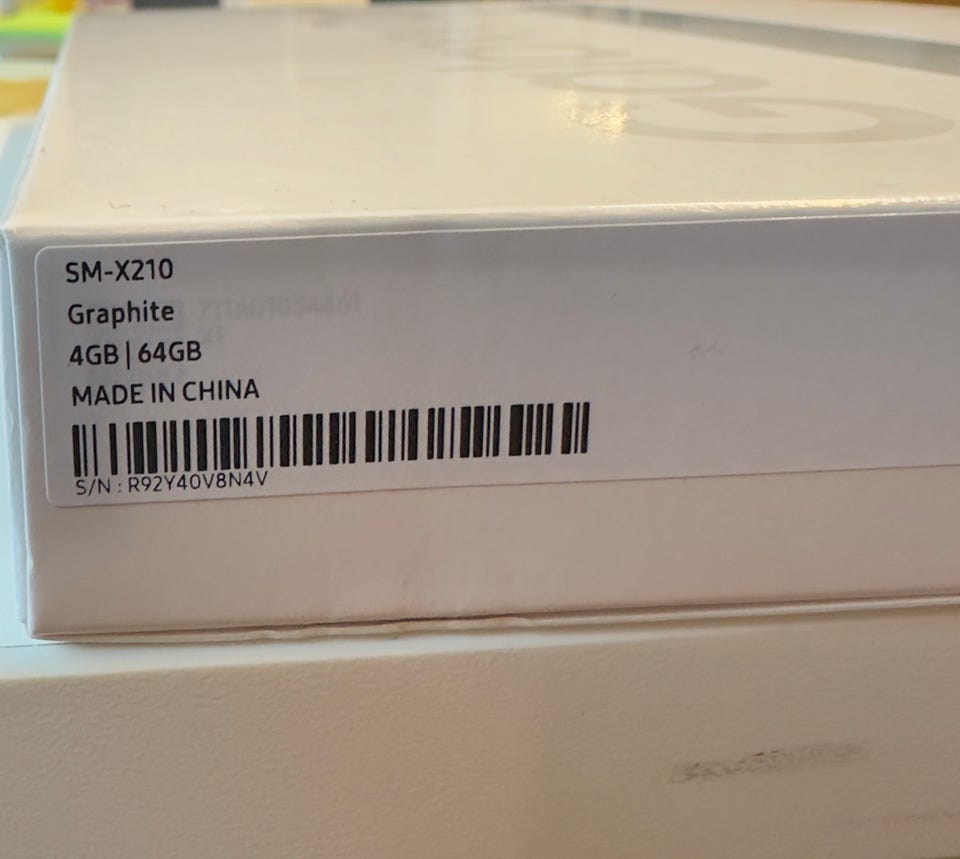 SM-X210
Graphite
4GB | 64GB
MADE IN CHINA
S/N : R92Y40V8N4V